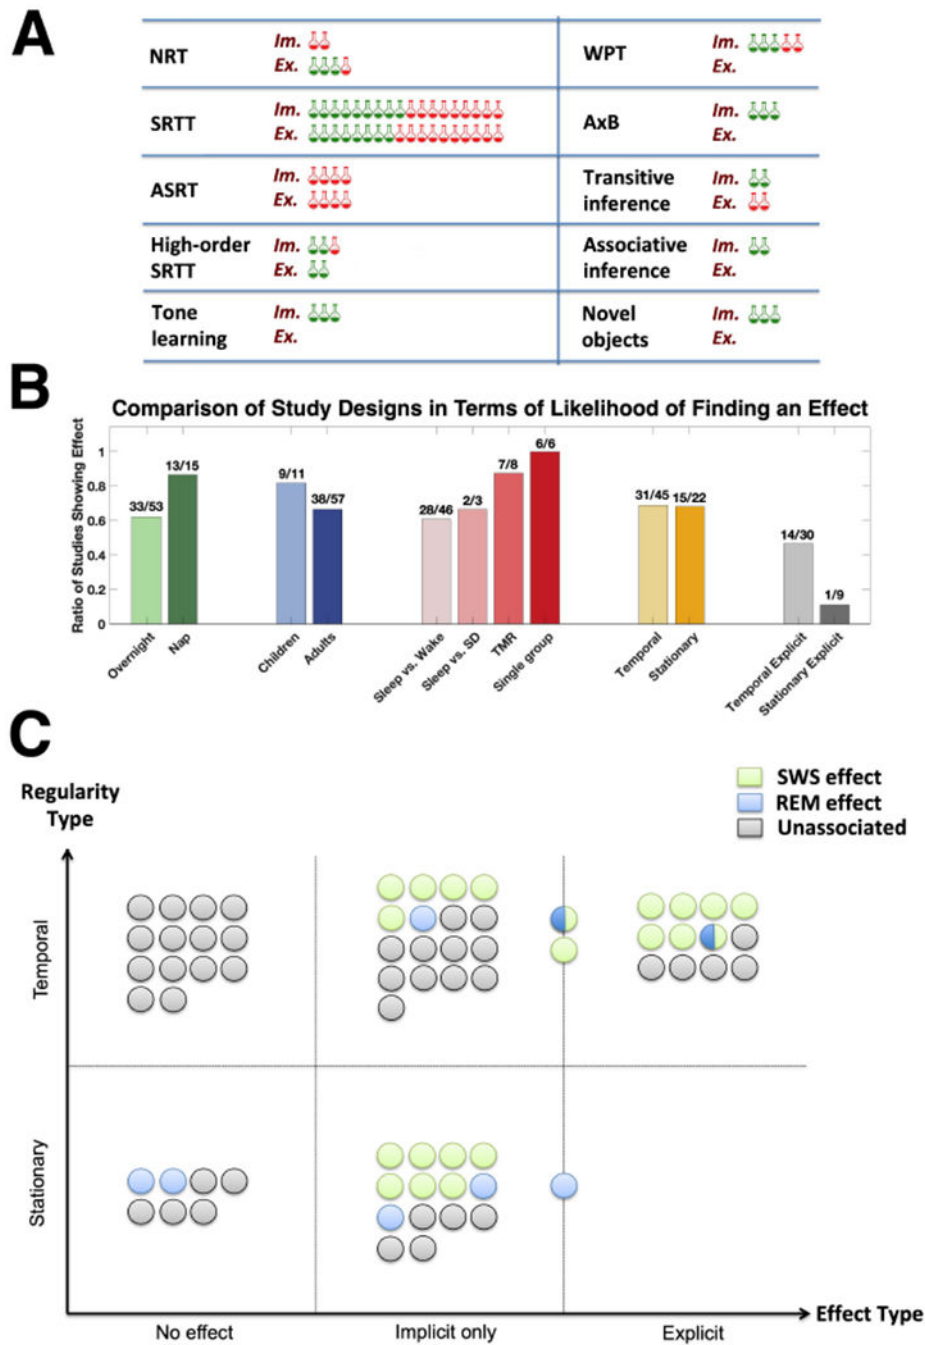 A
NRT
Im.
Ex.
WPT
Im.
Ex.
SRTT
Im.
Ex.
AxB
Im.
Ex.
ASRT
Im.
Ex.
Transitive
inference
Im.
Ex.
High-order
SRTT
Im.
Ex.
Associative
inference
Im.
Ex.
Tone
learning
Im.
Ex.
Novel
objects
Im.
Ex.
B
Comparison of Study Designs in Terms of Likelihood of Finding an Effect
Ratio of Studies Showing Effect
1
0.8
0.6
0.4
0.2
0
33/53
13/15
9/11
38/57
28/46
2/3
7/8
6/6
31/45
15/22
14/30
1/9
Overnight
Nap
Children
Adults
Sleep vs. Wake
Sleep vs. SD
TMR
Single group
Temporal
Stationary
Temporal Explicit
Stationary Explicit
C
SWS effect
REM effect
Unassociated
Regularity
Type
Temporal
Stationary
No effect
Implicit only
Explicit
Effect Type